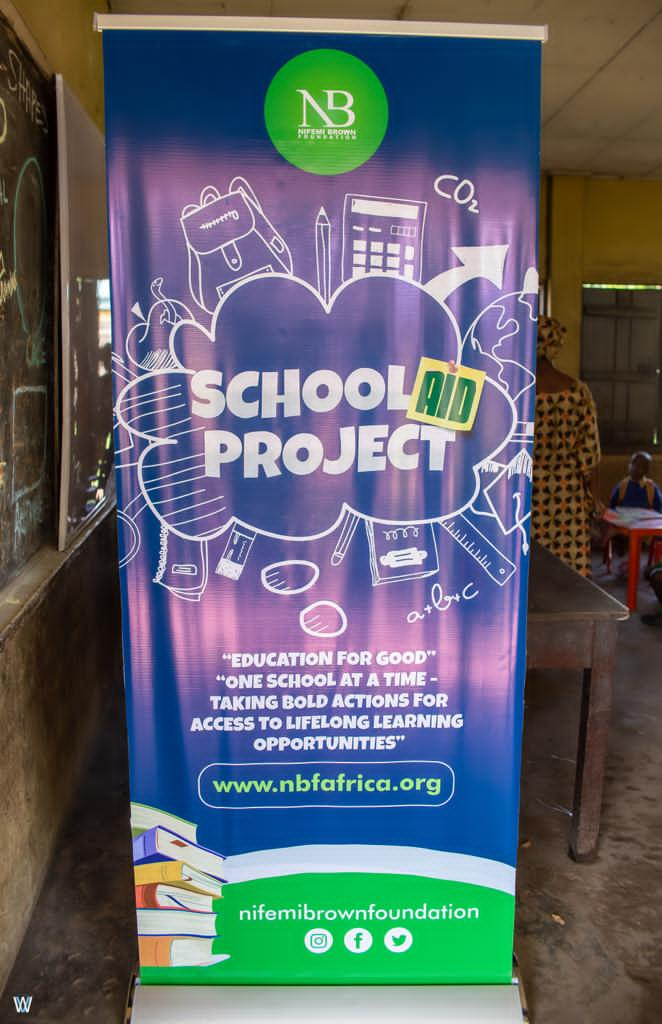 SHAPES
NB
NIFEMI BROWN
FOUNDATION
CO₂
SCHOOL AID
PROJECT
a+b+c
“EDUCATION FOR GOOD”
“ONE SCHOOL AT A TIME -
TAKING BOLD ACTIONS FOR
ACCESS TO LIFELONG LEARNING
OPPORTUNITIES”
www.nbfafrica.org
nifemibrownfoundation
W